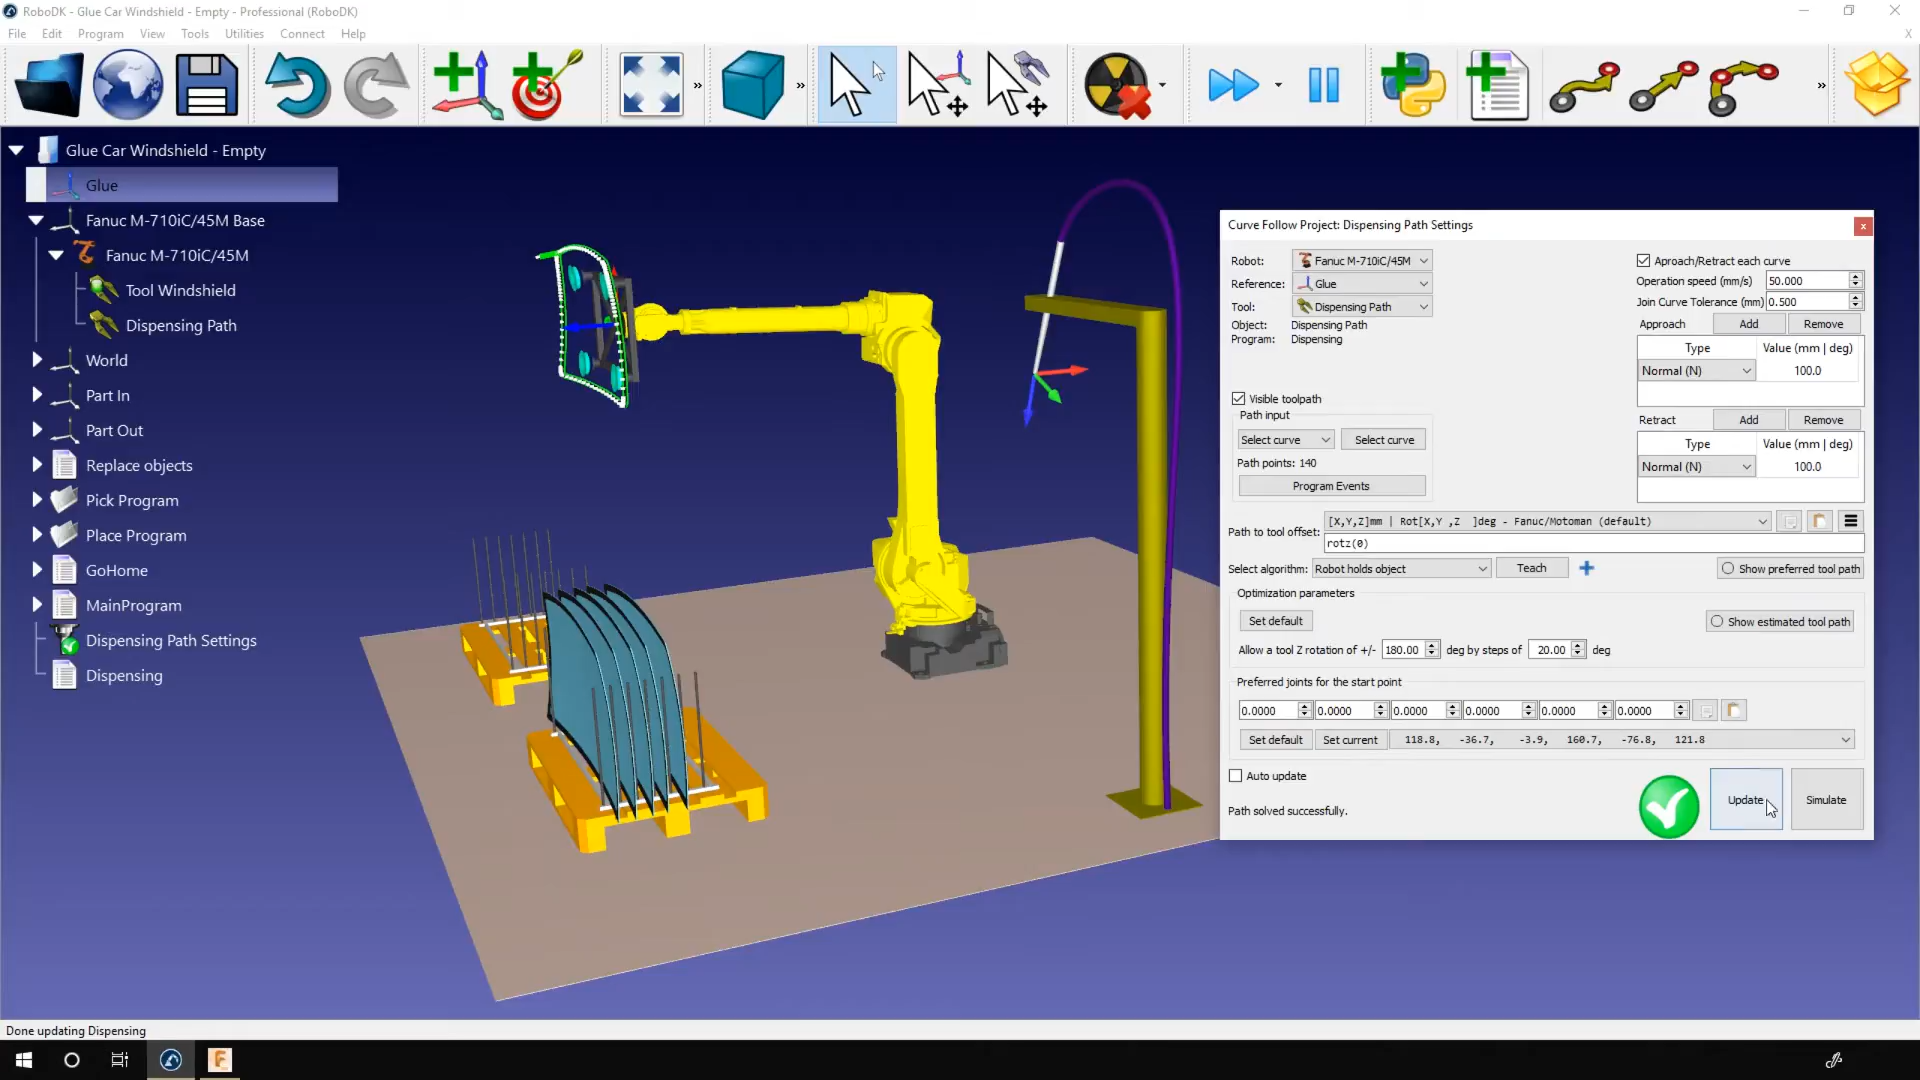 RoboDK - Glue Car Windshield - Empty - Professional (RoboDK)
File Edit Program View Tools Utilities Connect Help
X
» » »
Glue Car Windshield - Empty
Glue
Fanuc M-710iC/45M Base
Fanuc M-710iC/45M
Tool Windshield
Dispensing Path
World
Part In
Part Out
Replace objects
Pick Program
Place Program
GoHome
MainProgram
Dispensing Path Settings
Dispensing
Curve Follow Project: Dispensing Path Settings
x
Robot: Fanuc M-710iC/45M
Reference: Glue
Tool: Dispensing Path
Object: Dispensing Path
Program: Dispensing
Aproach/Retract each curve
Operation speed (mm/s) 50.000
Join Curve Tolerance (mm) 0.500
Approach Add Remove
Type Value (mm | deg)
Normal (N) 100.0
Retract Add Remove
Type Value (mm | deg)
Normal (N) 100.0
Visible toolpath
Path input
Select curve Select curve
Path points: 140
Program Events
Path to tool offset: [X,Y,Z]mm | Rot[X,Y ,Z ]deg - Fanuc/Motoman (default)
rotz(0)
Select algorithm: Robot holds object Teach Show preferred tool path
Optimization parameters
Set default Show estimated tool path
Allow a tool Z rotation of +/- 180.00 deg by steps of 20.00 deg
Preferred joints for the start point
0.0000 0.0000 0.0000 0.0000 0.0000 0.0000
Set default Set current 118.8, -36.7, -3.9, 160.7, -76.8, 121.8
Auto update
Path solved successfully.
Update Simulate
Done updating Dispensing
F